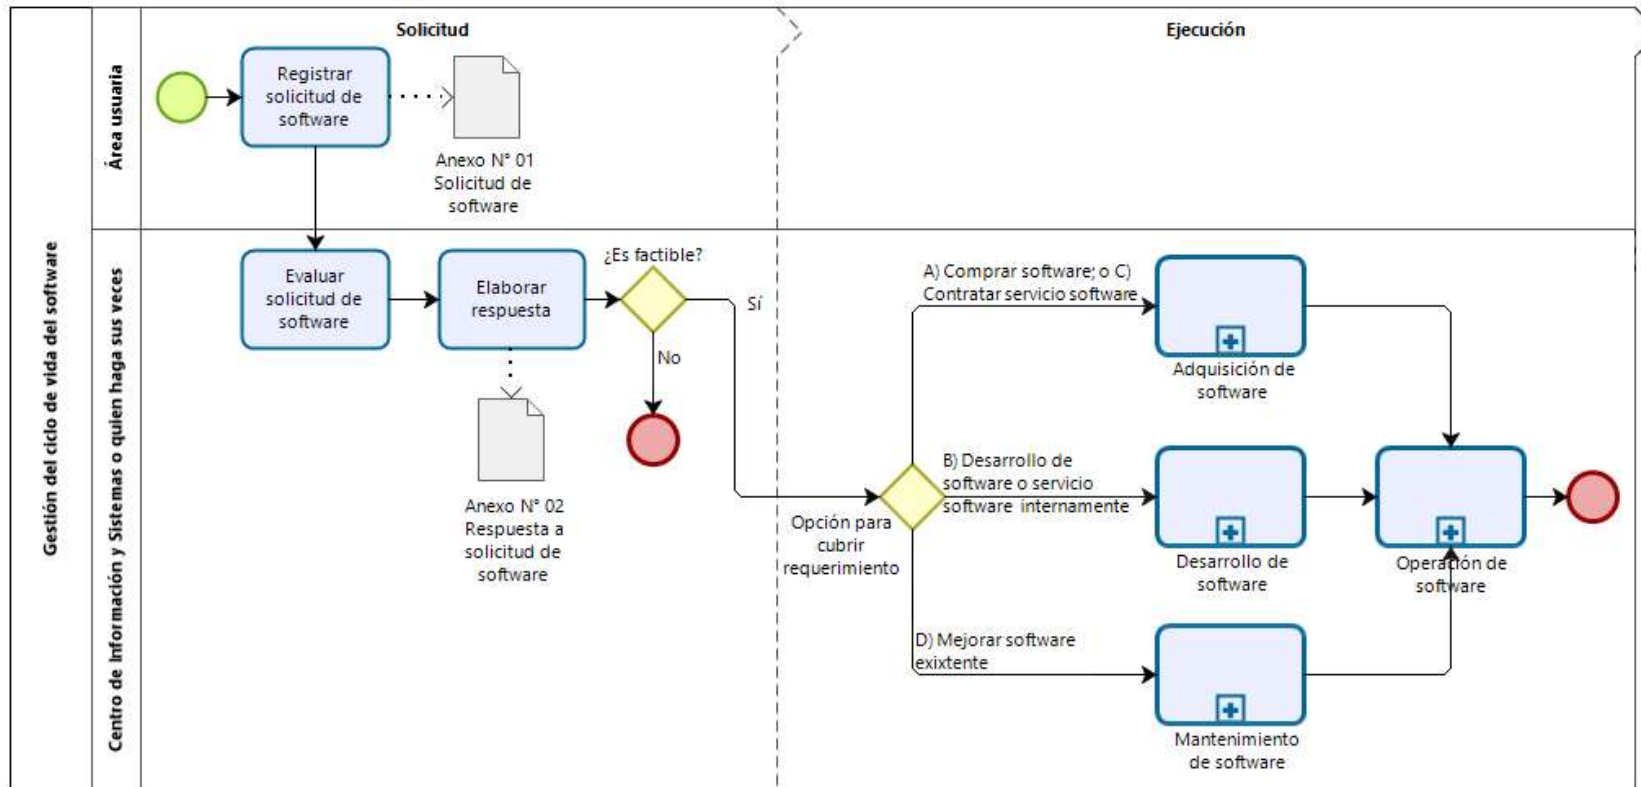 Solicitud
Ejecución
Gestión del ciclo de vida del software
Área usuaria
Registrar
solicitud de
software
Anexo N° 01
Solicitud de
software
Centro de Información y Sistemas o quien haga sus veces
Evaluar
solicitud de
software
Elaborar
respuesta
¿Es factible?
Sí
No
Anexo N° 02
Respuesta a
solicitud de
software
Opción para
cubrir
requerimiento
A) Comprar software; o C)
Contratar servicio software
Adquisición de
software
B) Desarrollo de
software o servicio
software internamente
Desarrollo de
software
Operación de
software
D) Mejorar software
exixtente
Mantenimiento
de software